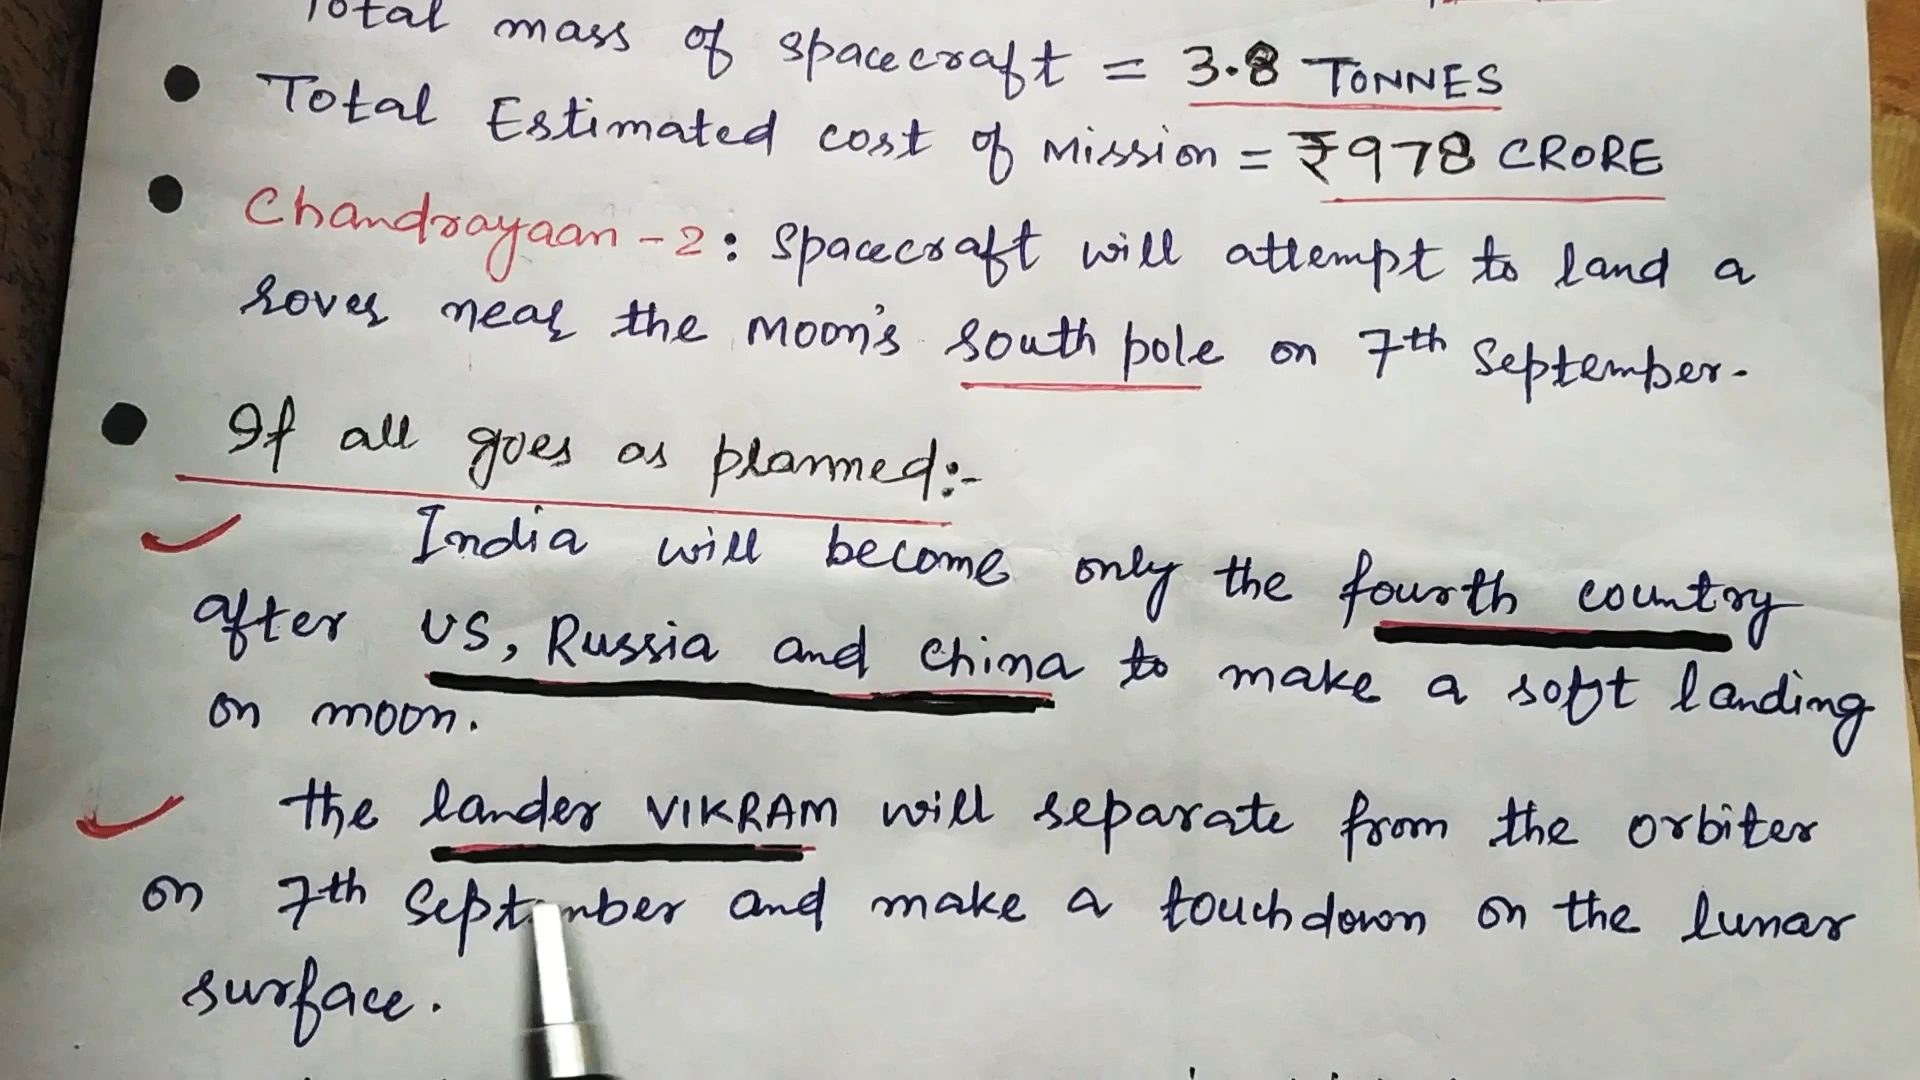 Total mass of spacecraft = 3.8 TONNES
● Total Estimated cost of Mission = ₹978 CRORE
● Chandrayaan-2: Spacecraft will attempt to land a
rover near the Moon's south pole on 7th September.
● If all goes as planned:-
✓ India will become only the fourth country
after US, Russia and China to make a soft landing
on moon.
✓ the lander VIKRAM will separate from the orbiter
on 7th September and make a touchdown on the lunar
surface.